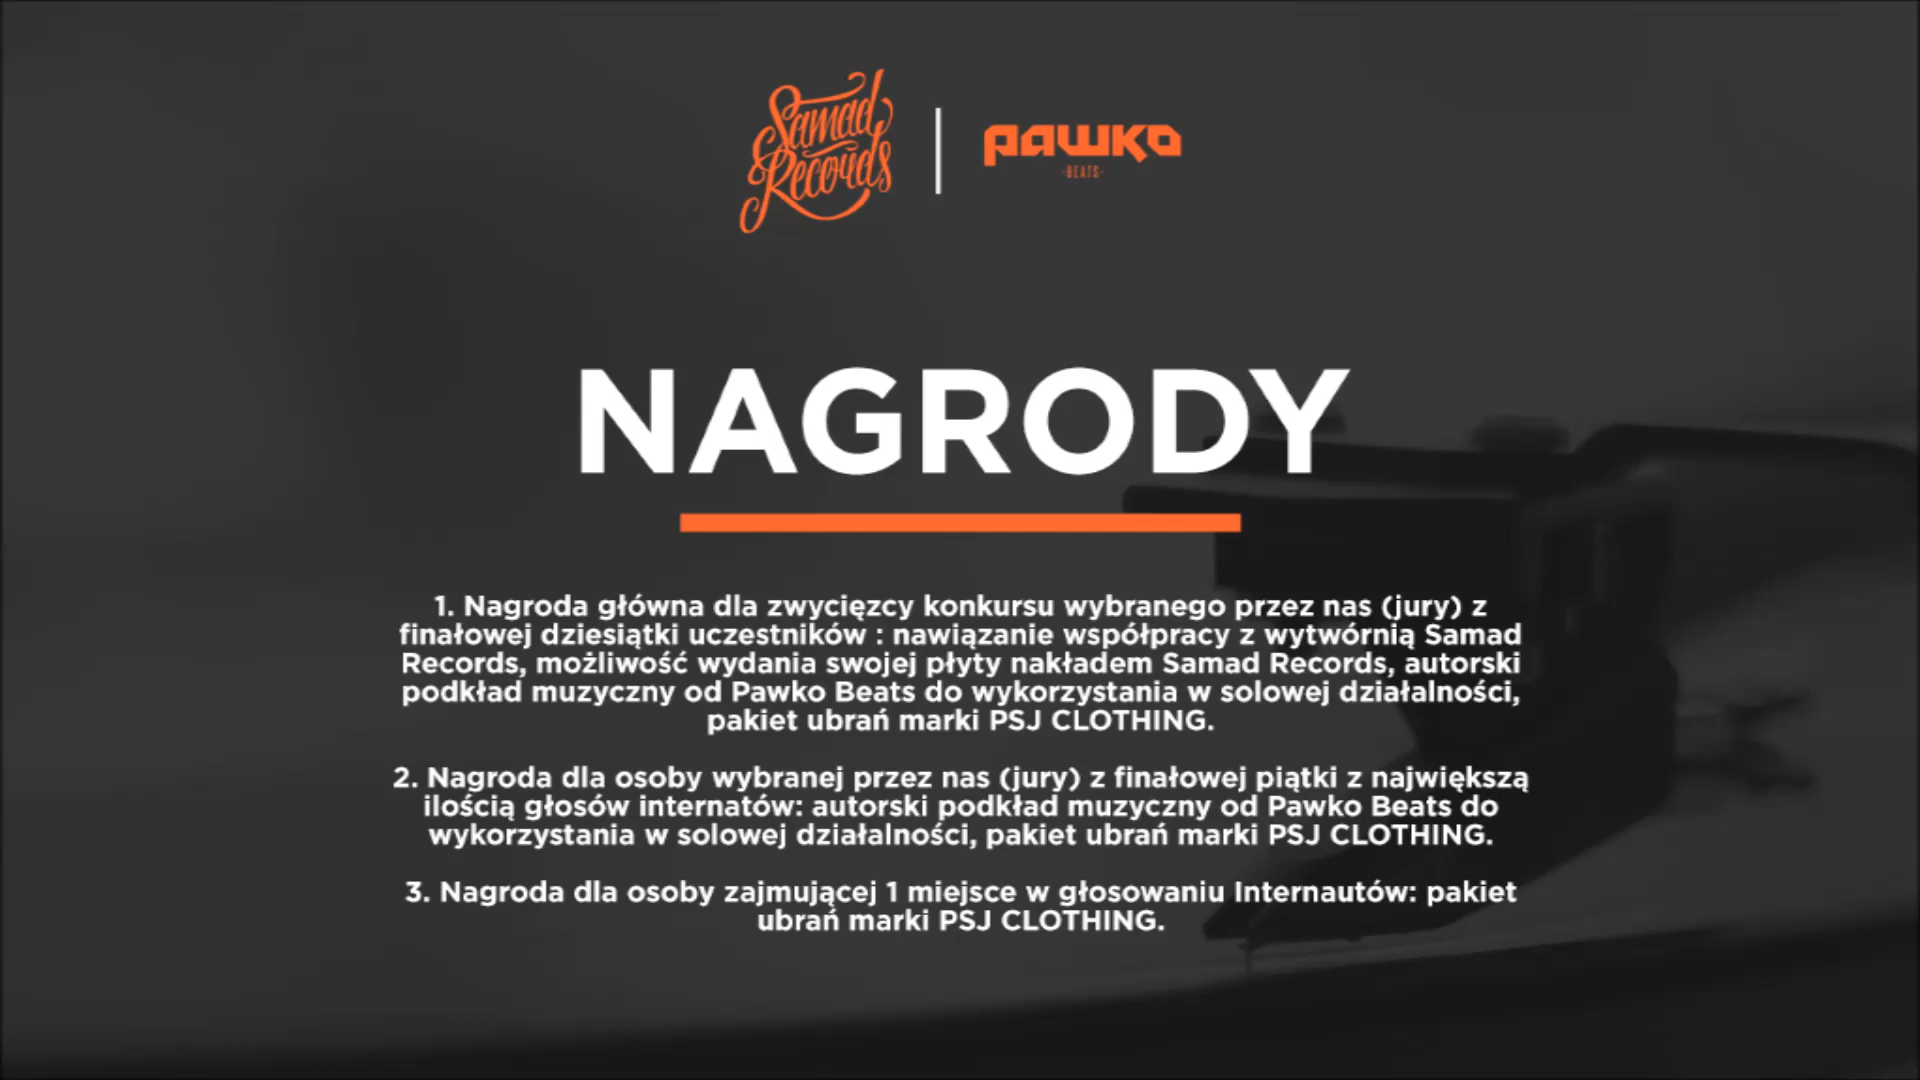 Samad
Records
PAWKO
-BEATS-
NAGRODY
1. Nagroda główna dla zwycięzcy konkursu wybranego przez nas (jury) z
finałowej dziesiątki uczestników : nawiązanie współpracy z wytwórnią Samad
Records, możliwość wydania swojej płyty nakładem Samad Records, autorski
podkład muzyczny od Pawko Beats do wykorzystania w solowej działalności,
pakiet ubrań marki PSJ CLOTHING.
2. Nagroda dla osoby wybranej przez nas (jury) z finałowej piątki z największą
ilością głosów internatów: autorski podkład muzyczny od Pawko Beats do
wykorzystania w solowej działalności, pakiet ubrań marki PSJ CLOTHING.
3. Nagroda dla osoby zajmującej 1 miejsce w głosowaniu Internautów: pakiet
ubrań marki PSJ CLOTHING.